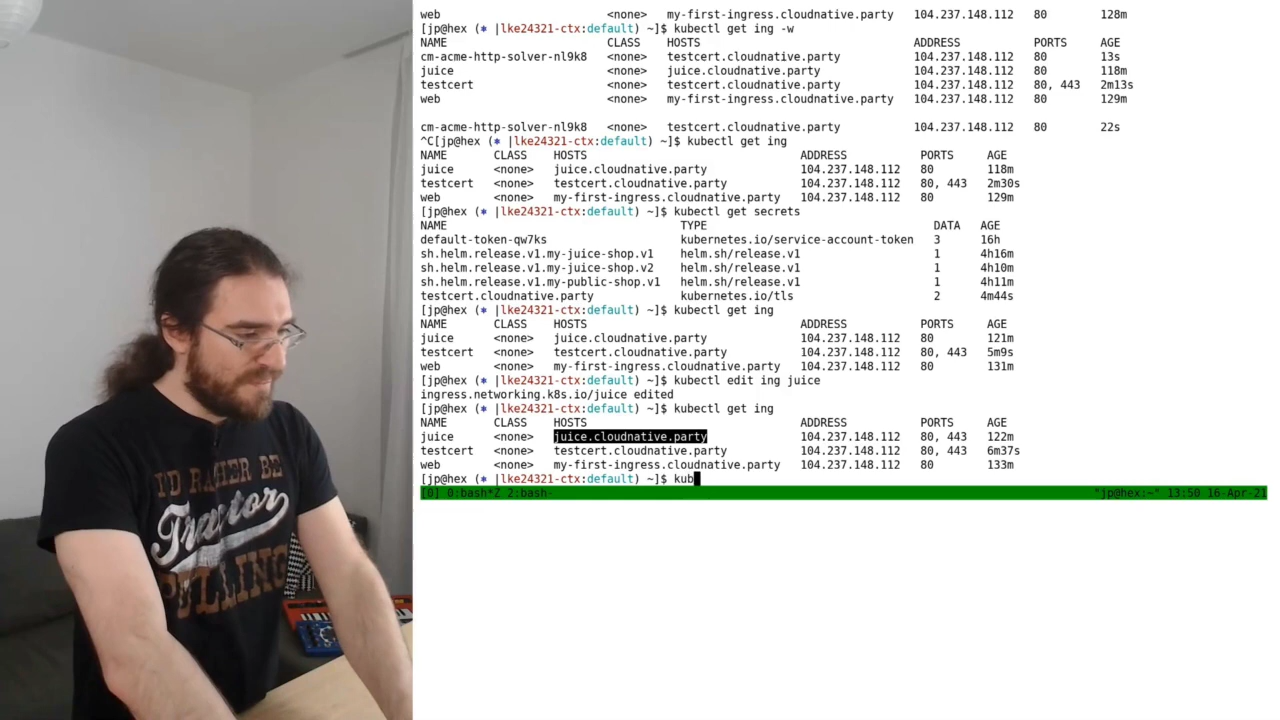 web                           <none>   my-first-ingress.cloudnative.party   104.237.148.112   80        128m
[jp@hex (* |lke24321-ctx:default) ~]$ kubectl get ing -w
NAME                        CLASS    HOSTS                                ADDRESS           PORTS     AGE
cm-acme-http-solver-nl9k8   <none>   testcert.cloudnative.party           104.237.148.112   80        13s
juice                       <none>   juice.cloudnative.party              104.237.148.112   80        118m
testcert                    <none>   testcert.cloudnative.party           104.237.148.112   80, 443   2m13s
web                         <none>   my-first-ingress.cloudnative.party   104.237.148.112   80        129m
cm-acme-http-solver-nl9k8   <none>   testcert.cloudnative.party           104.237.148.112   80        22s
^C[jp@hex (* |lke24321-ctx:default) ~]$ kubectl get ing
NAME       CLASS    HOSTS                                ADDRESS           PORTS     AGE
juice      <none>   juice.cloudnative.party              104.237.148.112   80        118m
testcert   <none>   testcert.cloudnative.party           104.237.148.112   80, 443   2m30s
web        <none>   my-first-ingress.cloudnative.party   104.237.148.112   80        129m
[jp@hex (* |lke24321-ctx:default) ~]$ kubectl get secrets
NAME                                   TYPE                                  DATA   AGE
default-token-qw7ks                    kubernetes.io/service-account-token   3      16h
sh.helm.release.v1.my-juice-shop.v1    helm.sh/release.v1                    1      4h16m
sh.helm.release.v1.my-juice-shop.v2    helm.sh/release.v1                    1      4h10m
sh.helm.release.v1.my-public-shop.v1   helm.sh/release.v1                    1      4h11m
testcert.cloudnative.party             kubernetes.io/tls                     2      4m44s
[jp@hex (* |lke24321-ctx:default) ~]$ kubectl get ing
NAME       CLASS    HOSTS                                ADDRESS           PORTS     AGE
juice      <none>   juice.cloudnative.party              104.237.148.112   80        121m
testcert   <none>   testcert.cloudnative.party           104.237.148.112   80, 443   5m9s
web        <none>   my-first-ingress.cloudnative.party   104.237.148.112   80        131m
[jp@hex (* |lke24321-ctx:default) ~]$ kubectl edit ing juice
ingress.networking.k8s.io/juice edited
[jp@hex (* |lke24321-ctx:default) ~]$ kubectl get ing
NAME       CLASS    HOSTS                                ADDRESS           PORTS     AGE
juice      <none>   juice.cloudnative.party              104.237.148.112   80, 443   122m
testcert   <none>   testcert.cloudnative.party           104.237.148.112   80, 443   6m37s
web        <none>   my-first-ingress.cloudnative.party   104.237.148.112   80        133m
[jp@hex (* |lke24321-ctx:default) ~]$ kub
[0] 0:bash*Z 2:bash-    "jp@hex:~" 13:50 16-Apr-21
I'D RATHER BE
Tractor
PULLING